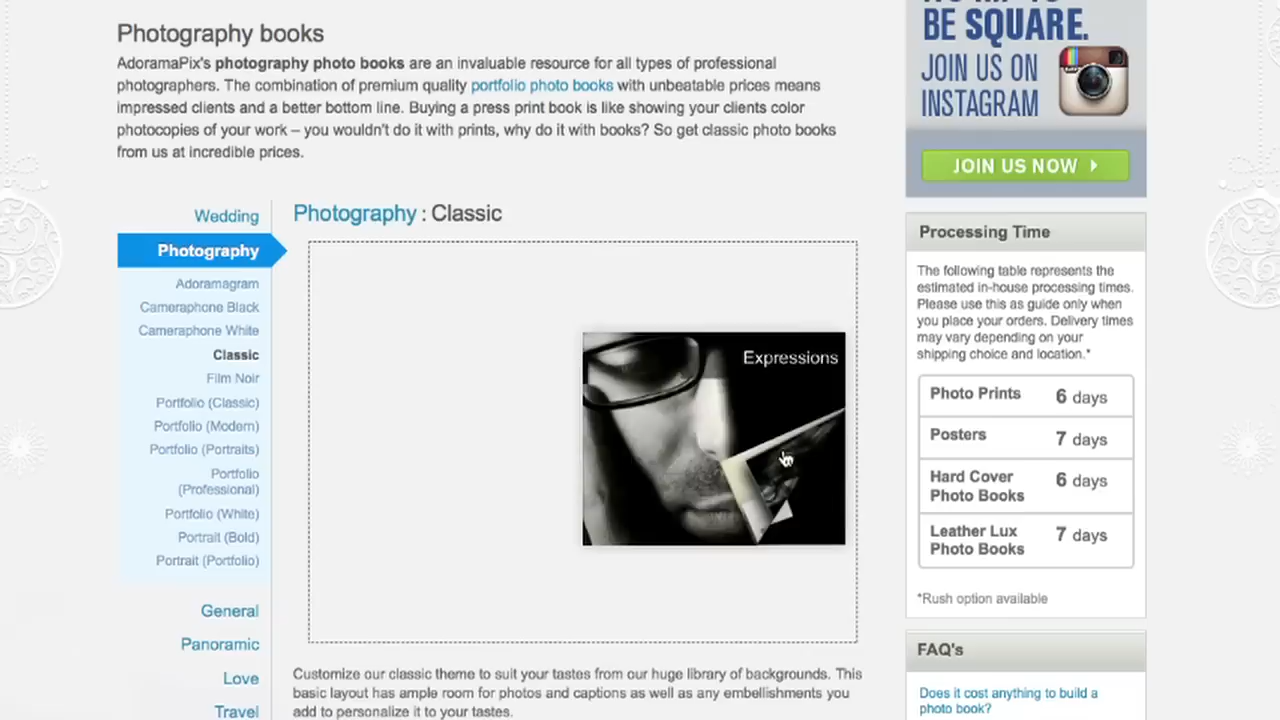 Photography books
AdoramaPix's photography photo books are an invaluable resource for all types of professional
photographers. The combination of premium quality portfolio photo books with unbeatable prices means
impressed clients and a better bottom line. Buying a press print book is like showing your clients color
photocopies of your work – you wouldn't do it with prints, why do it with books? So get classic photo books
from us at incredible prices.
Wedding
Photography
Adoramagram
Cameraphone Black
Cameraphone White
Classic
Film Noir
Portfolio (Classic)
Portfolio (Modern)
Portfolio (Portraits)
Portfolio
(Professional)
Portfolio (White)
Portrait (Bold)
Portrait (Portfolio)
General
Panoramic
Love
Travel
Photography : Classic
Expressions
Customize our classic theme to suit your tastes from our huge library of backgrounds. This
basic layout has ample room for photos and captions as well as any embellishments you
add to personalize it to your tastes.
BE SQUARE.
JOIN US ON
INSTAGRAM
JOIN US NOW
Processing Time
The following table represents the
estimated in-house processing times.
Please use this as guide only when
you place your orders. Delivery times
may vary depending on your
shipping choice and location.*
Photo Prints 6 days
Posters 7 days
Hard Cover
Photo Books 6 days
Leather Lux
Photo Books 7 days
*Rush option available
FAQ's
Does it cost anything to build a
photo book?